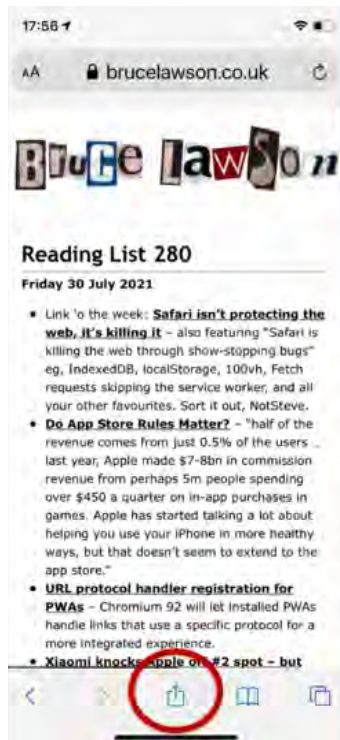 17:56
AA brucelawson.co.uk
Bruce Lawson
Reading List 280
Friday 30 July 2021
• Link 'o the week: Safari isn't protecting the
web, it's killing it – also featuring "Safari is
killing the web through show-stopping bugs"
eg, IndexedDB, localStorage, 100vh, Fetch
requests skipping the service worker, and all
your other favourites. Sort it out, NotSteve.
• Do App Store Rules Matter? – "half of the
revenue comes from just 0.5% of the users ...
last year, Apple made $7-8bn in commission
revenue from perhaps 5m people spending
over $450 a quarter on in-app purchases in
games. Apple has started talking a lot about
helping you use your iPhone in more healthy
ways, but that doesn't seem to extend to the
app store."
• URL protocol handler registration for
PWAs – Chromium 92 will let installed PWAs
handle links that use a specific protocol for a
more integrated experience.
• Xiaomi knocks Apple off #2 spot – but